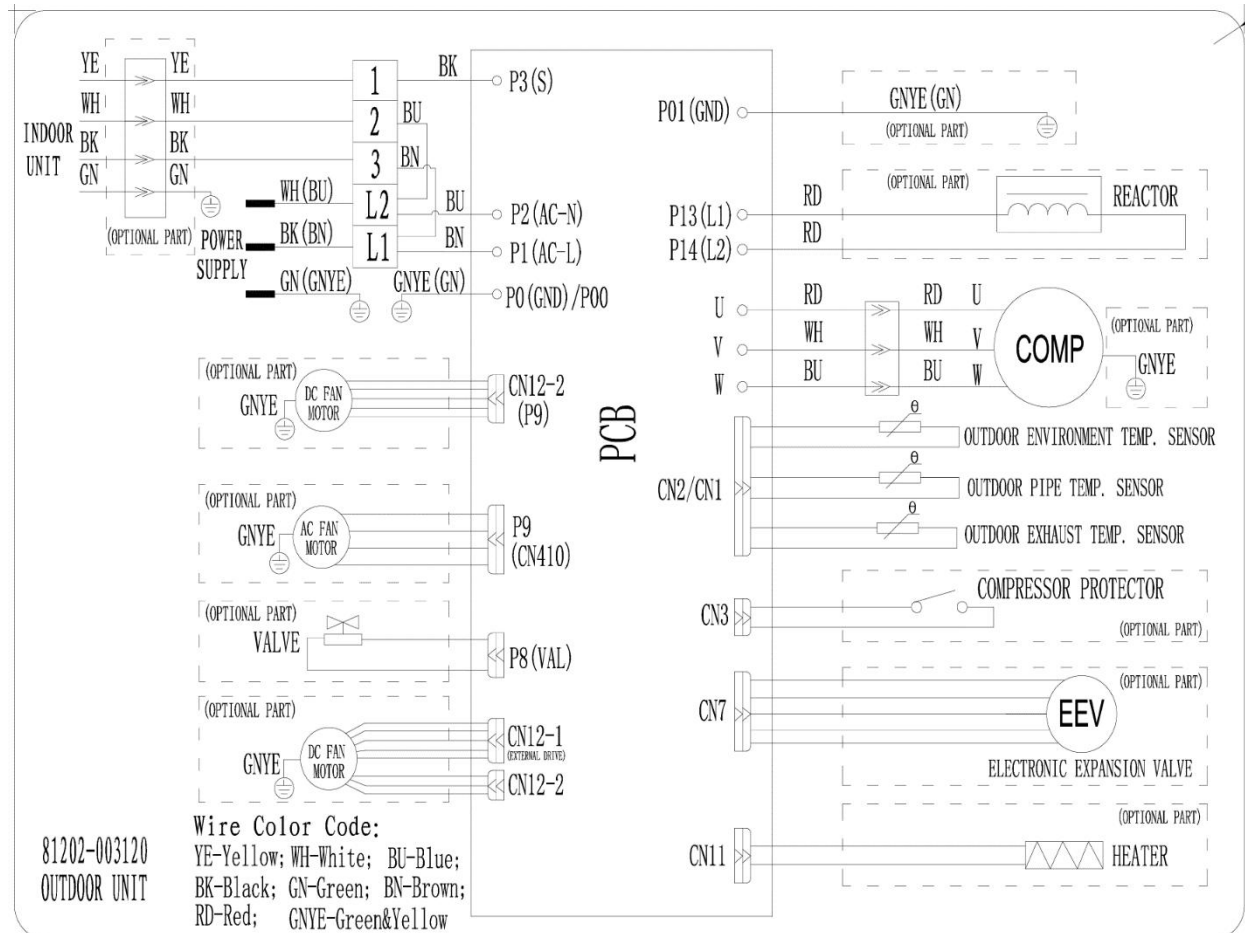 YE
YE
WH
WH
INDOOR
UNIT
BK
BK
GN
GN
(OPTIONAL PART)
1
2
3
L2
L1
BK
P3(S)
BU
BN
WH(BU)
BU
P2(AC-N)
POWER
SUPPLY
BK(BN)
BN
P1(AC-L)
GN(GNYE)
GNYE(GN)
P0(GND)/P00
(OPTIONAL PART)
GNYE
DC FAN
MOTOR
CN12-2
(P9)
(OPTIONAL PART)
GNYE
AC FAN
MOTOR
P9
(CN410)
(OPTIONAL PART)
VALVE
P8(VAL)
(OPTIONAL PART)
GNYE
DC FAN
MOTOR
CN12-1
(EXTERNAL DRIVE)
CN12-2
PCB
P01(GND)
GNYE(GN)
(OPTIONAL PART)
P13(L1)
RD
(OPTIONAL PART)
REACTOR
P14(L2)
RD
U
RD
RD
U
V
WH
WH
V
W
BU
BU
W
COMP
(OPTIONAL PART)
GNYE
CN2/CN1
θ
OUTDOOR ENVIRONMENT TEMP. SENSOR
θ
OUTDOOR PIPE TEMP. SENSOR
θ
OUTDOOR EXHAUST TEMP. SENSOR
CN3
COMPRESSOR PROTECTOR
(OPTIONAL PART)
CN7
(OPTIONAL PART)
EEV
ELECTRONIC EXPANSION VALVE
CN11
(OPTIONAL PART)
HEATER
81202-003120
OUTDOOR UNIT
Wire Color Code:
YE-Yellow; WH-White; BU-Blue;
BK-Black; GN-Green; BN-Brown;
RD-Red; GNYE-Green&Yellow